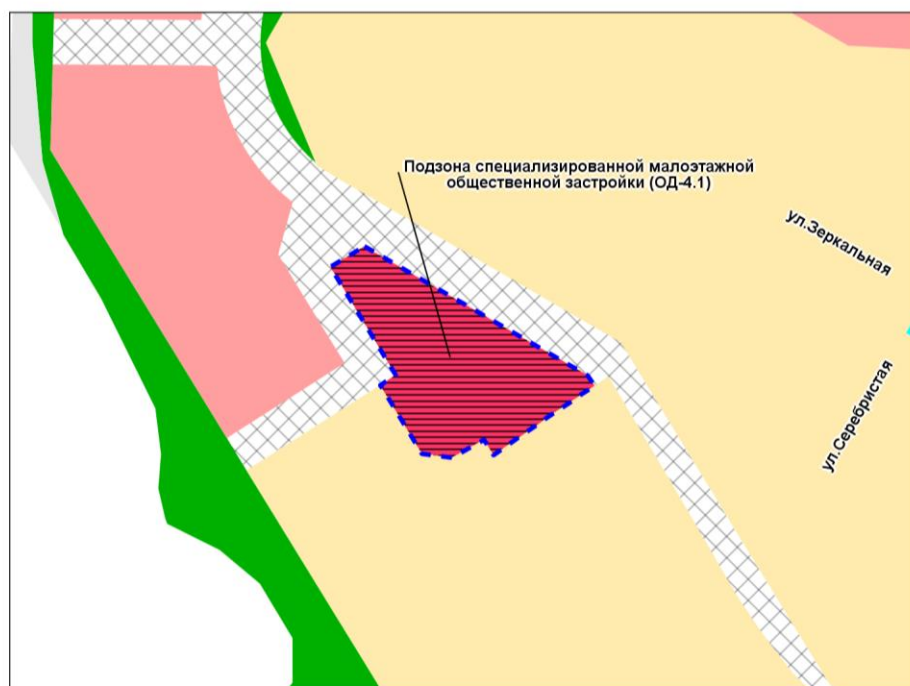 Подзона специализированной малоэтажной
общественной застройки (ОД-4.1)
ул.Зеркальная
ул.Серебристая